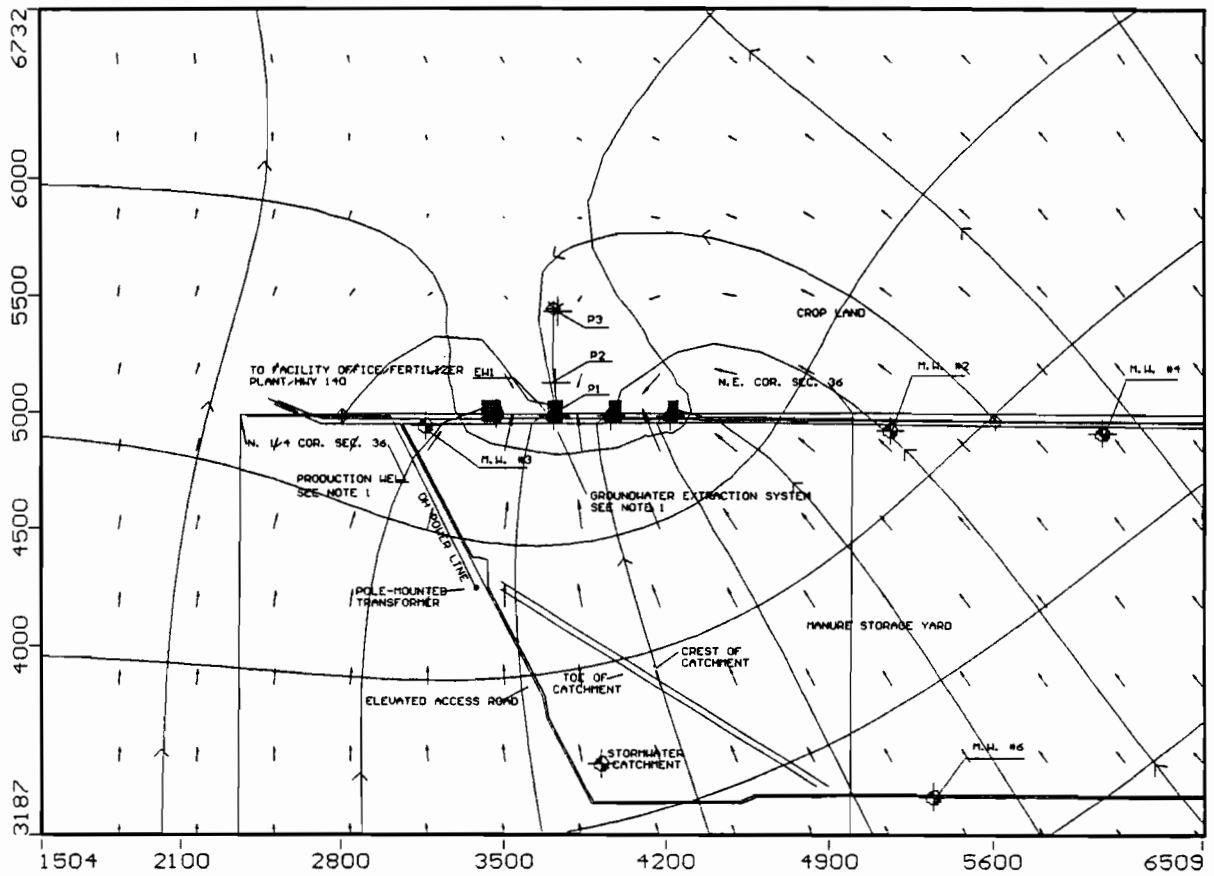 6732
6000
5500
5000
4500
4000
3187
1504
2100
2800
3500
4200
4900
5600
6509
CROP LAND
P3
P2
P1
EW1
TO FACILITY OFFICE/FERTILIZER
PLANT/HWY 140
N.E. COR. SEC. 36
M.W. #2
M.W. #4
N. 1/4 COR. SEC. 36
M.W. #3
PRODUCTION WELL
SEE NOTE 1
GROUNDWATER EXTRACTION SYSTEM
SEE NOTE 1
OH POWER LINE
POLE-MOUNTED
TRANSFORMER
MANURE STORAGE YARD
CREST OF
CATCHMENT
TOE OF
CATCHMENT
ELEVATED ACCESS ROAD
STORMWATER
CATCHMENT
M.W. #6